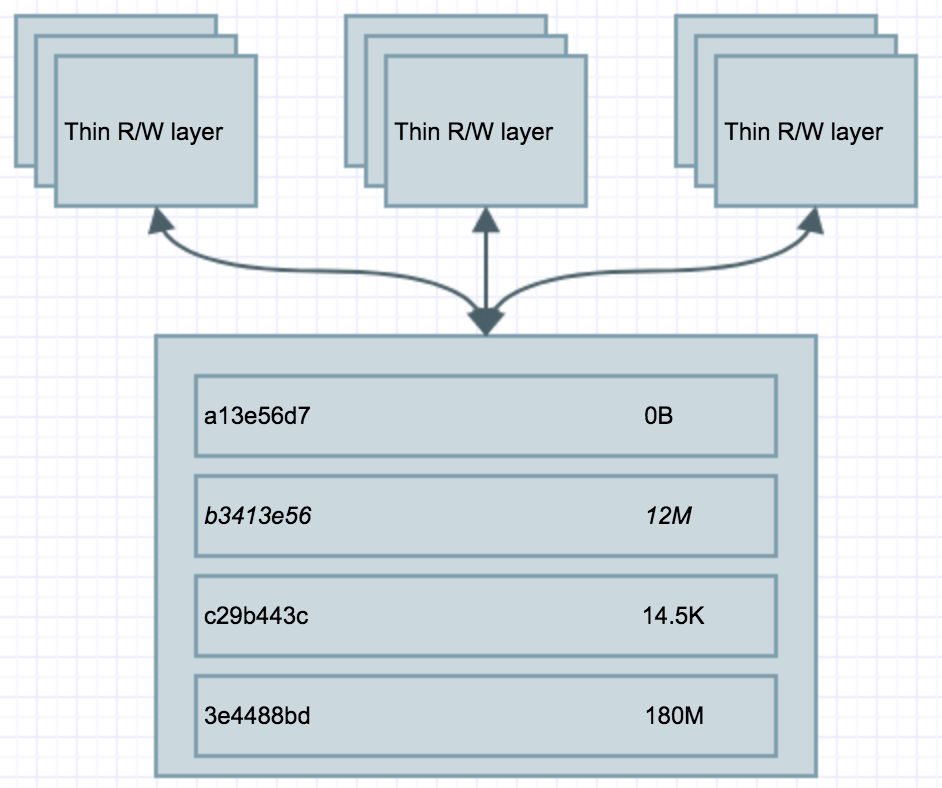 Thin R/W layer
Thin R/W layer
Thin R/W layer
a13e56d7 0B
b3413e56 12M
c29b443c 14.5K
3e4488bd 180M